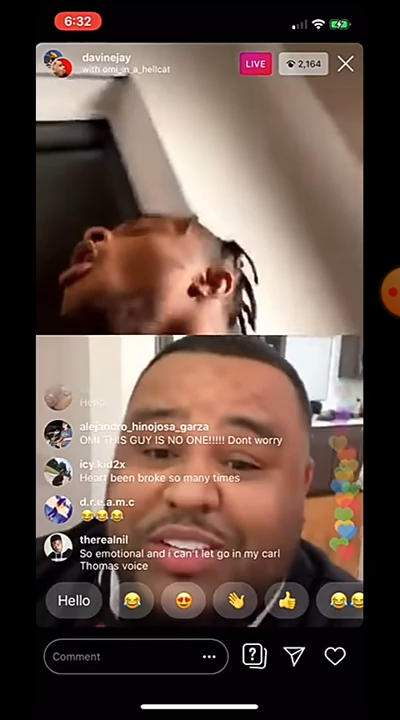 6:32
davinejay
with omi_in_a_hellcat
LIVE
2,164
Hello
alejandro_hinojosa_garza
OMI THIS GUY IS NO ONE!!!!! Dont worry
icy.kid2x
Heart been broke so many times
d.r.e.a.m.c
😂😂😂
therealnil
So emotional and i can't let go in my carl
Thomas voice
Hello 😂 😍 👋 👍 😂😂
Comment